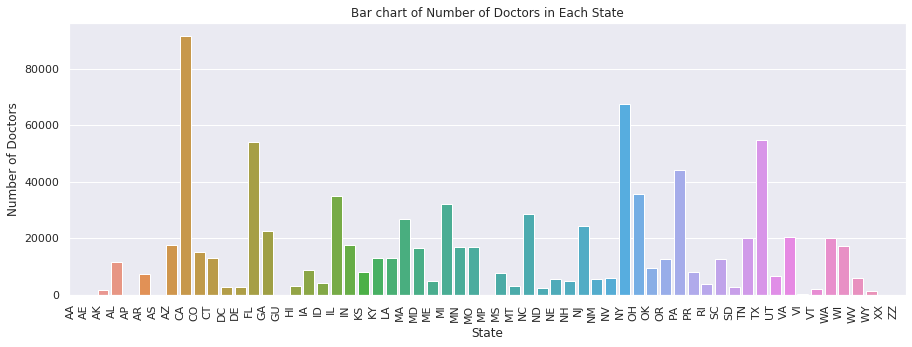 Bar chart of Number of Doctors in Each State
80000
60000
40000
20000
0
Number of Doctors
AA AE AK AL AP AR AS AZ CA CO CT DC DE FL GA GU HI IA ID IL IN KS KY LA MA MD ME MI MN MO MP MS MT NC ND NE NH NJ NM NV NY OH OK OR PA PR RI SC SD TN TX UT VA VI VT WA WI WV WY XX ZZ
State